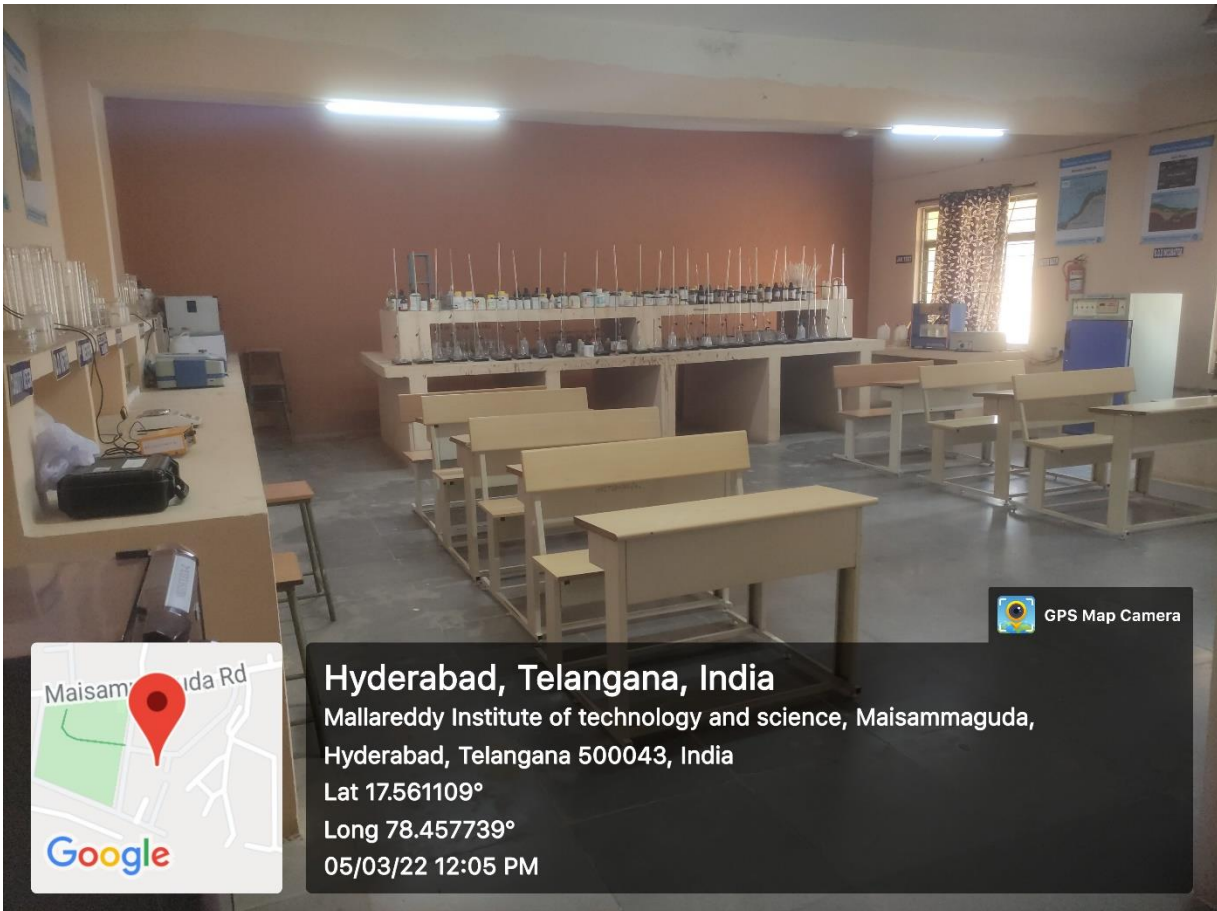 GPS Map Camera
Maisam uda Rd
Google
Hyderabad, Telangana, India
Mallareddy Institute of technology and science, Maisammaguda,
Hyderabad, Telangana 500043, India
Lat 17.561109°
Long 78.457739°
05/03/22 12:05 PM